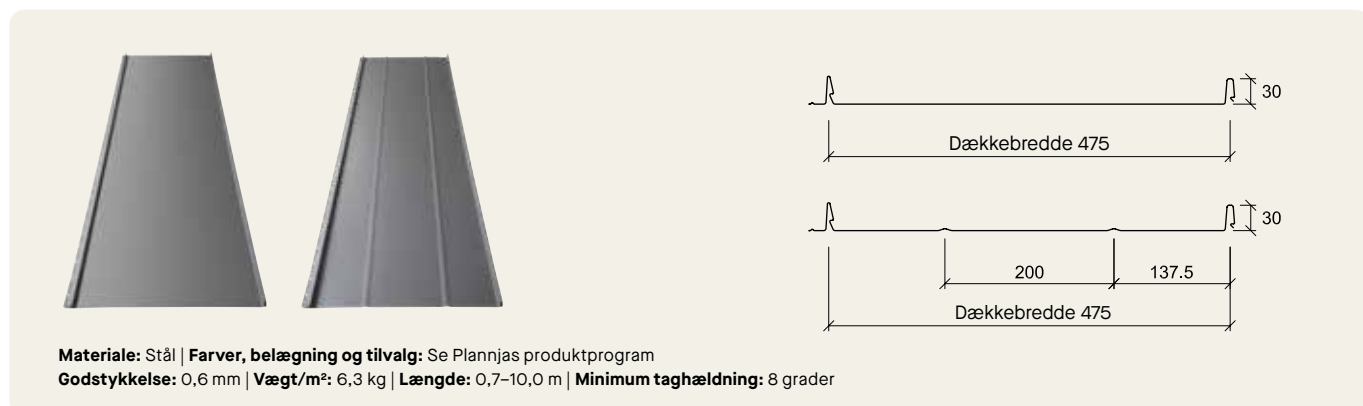 30
Dækkebredde 475
30
200 137.5
Dækkebredde 475
Materiale: Stål | Farver, belægning og tilvalg: Se Plannjas produktprogram
Godstykkelse: 0,6 mm | Vægt/m²: 6,3 kg | Længde: 0,7–10,0 m | Minimum taghældning: 8 grader